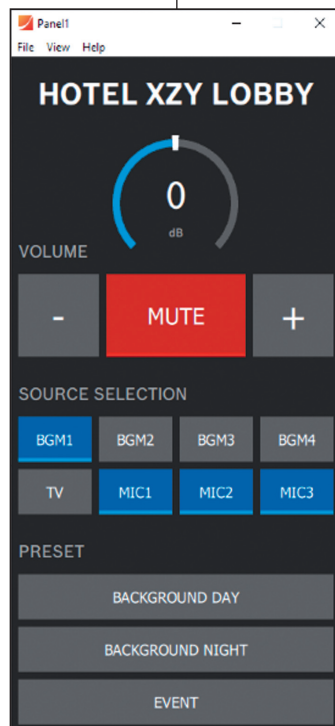 Panel1
File View Help
HOTEL XZY LOBBY
0
dB
VOLUME
- MUTE +
SOURCE SELECTION
BGM1 BGM2 BGM3 BGM4
TV MIC1 MIC2 MIC3
PRESET
BACKGROUND DAY
BACKGROUND NIGHT
EVENT